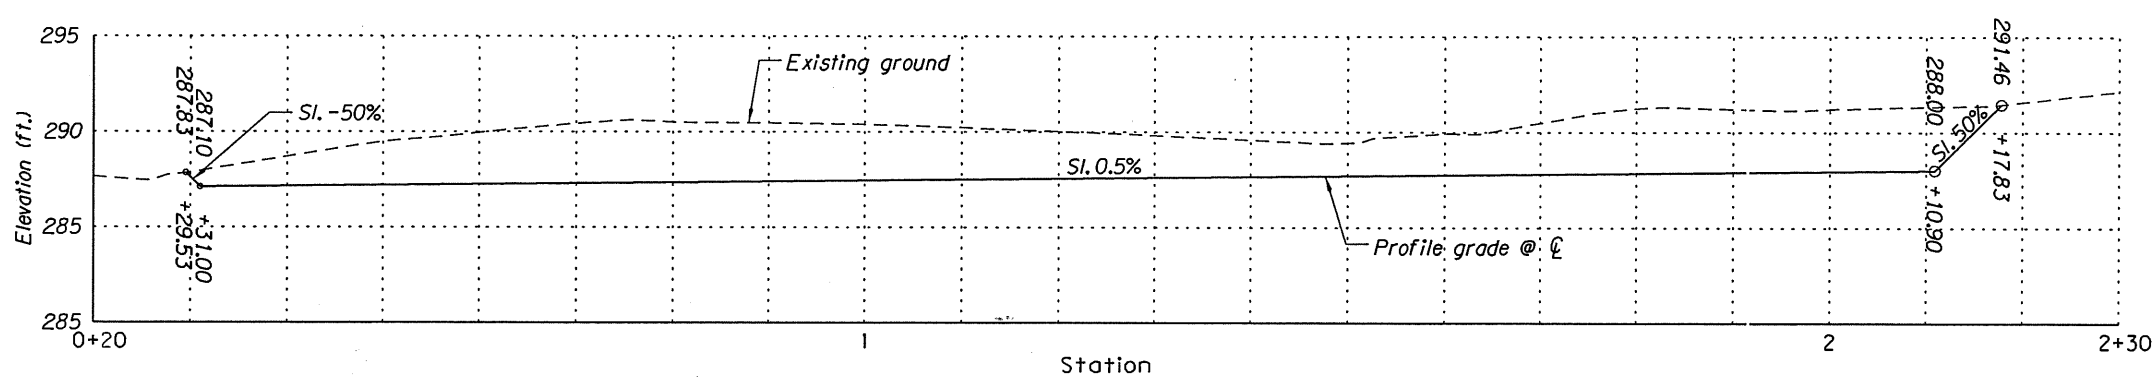 295
290
285
285
Elevation (ft.)
287.83
287.10
+29.53
+31.00
Sl. -50%
Existing ground
Sl. 0.5%
Profile grade @ ℄
288.00
+10.90
Sl. 50%
291.46
+17.83
0+20
1
2
2+30
Station